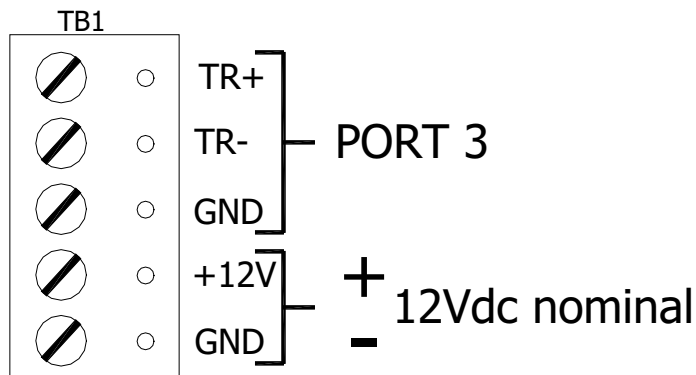 TB1
TR+
TR-
PORT 3
GND
+12V
+
12Vdc nominal
GND
-